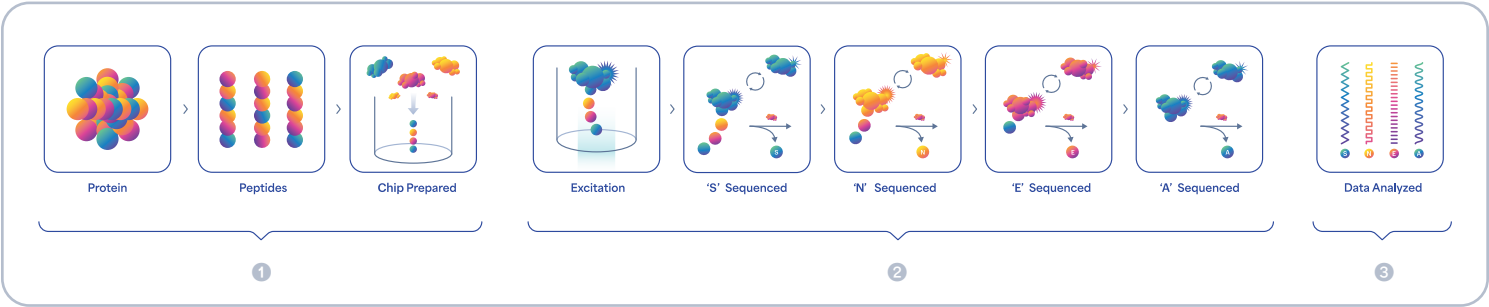 Protein
Peptides
Chip Prepared
Excitation
S
'S' Sequenced
N
'N' Sequenced
E
'E' Sequenced
A
'A' Sequenced
S N E A
Data Analyzed
1
2
3